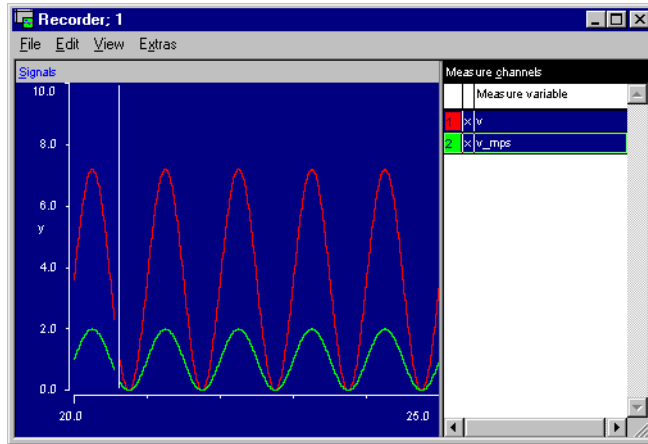 Recorder; 1
File Edit View Extras
Signals
10.0
8.0
6.0
y
4.0
2.0
0.0
20.0 25.0
Measure channels
Measure variable
1 x v
2 x v_mps